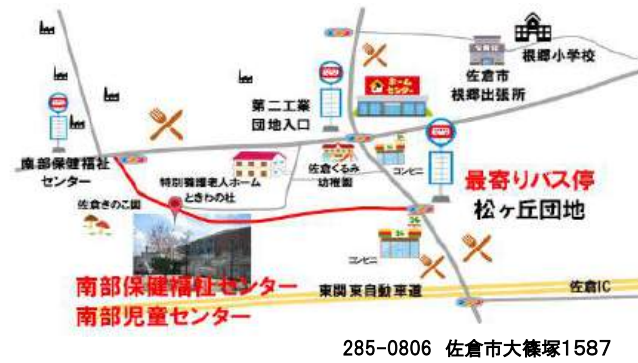 根郷小学校
佐倉市
根郷出張所
ホーム
センター
第二工業
団地入口
南部保健福祉
センター
特別養護老人ホーム
ときわの杜
佐倉くるみ
幼稚園
コンビニ
最寄りバス停
松ヶ丘団地
佐倉きのこ園
コンビニ
南部保健福祉センター
南部児童センター
東関東自動車道
佐倉IC
285-0806 佐倉市大篠塚1587